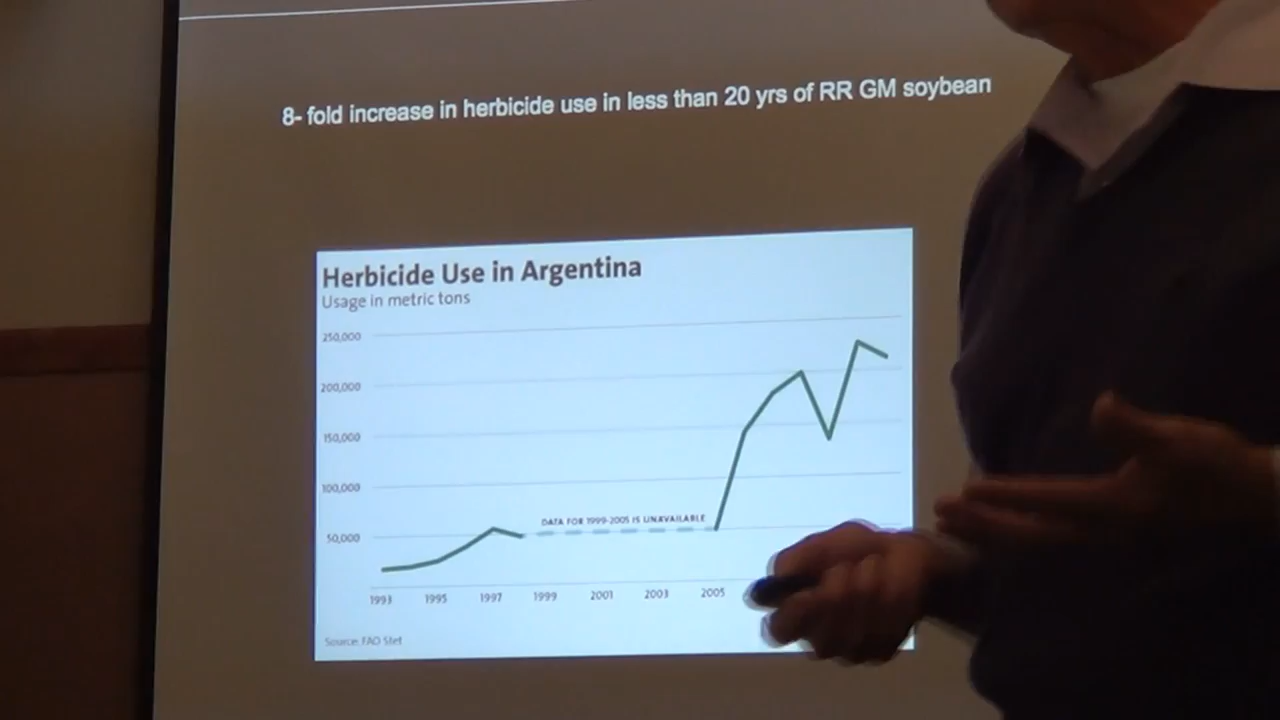 8- fold increase in herbicide use in less than 20 yrs of RR GM soybean
Herbicide Use in Argentina
Usage in metric tons
250,000
200,000
150,000
100,000
50,000
DATA FOR 1999-2005 IS UNAVAILABLE
1993 1995 1997 1999 2001 2003 2005
Source: FAO Stat